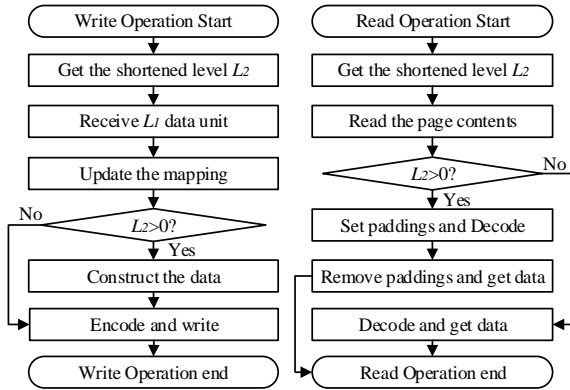 Write Operation Start
Get the shortened level L2
Receive L1 data unit
Update the mapping
No
L2>0?
Yes
Construct the data
Encode and write
Write Operation end
Read Operation Start
Get the shortened level L2
Read the page contents
L2>0?
No
Yes
Set paddings and Decode
Remove paddings and get data
Decode and get data
Read Operation end